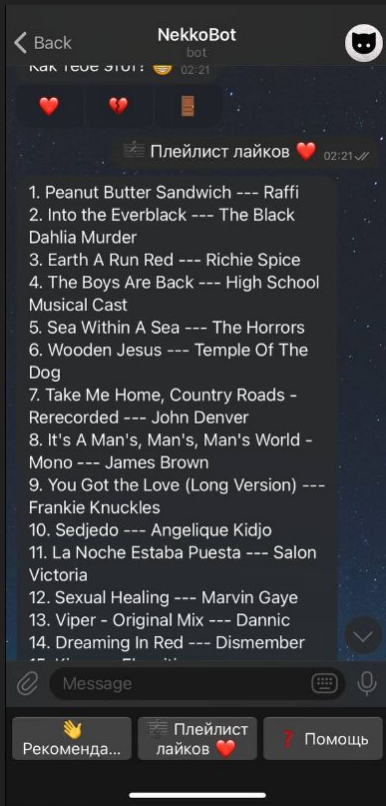 Back
NekkoBot
bot
Как тебе этот?
02:21
Плейлист лайков
02:21
1. Peanut Butter Sandwich --- Raffi
2. Into the Everblack --- The Black
Dahlia Murder
3. Earth A Run Red --- Richie Spice
4. The Boys Are Back --- High School
Musical Cast
5. Sea Within A Sea --- The Horrors
6. Wooden Jesus --- Temple Of The
Dog
7. Take Me Home, Country Roads -
Rerecorded --- John Denver
8. It's A Man's, Man's, Man's World -
Mono --- James Brown
9. You Got the Love (Long Version) ---
Frankie Knuckles
10. Sedjedo --- Angelique Kidjo
11. La Noche Estaba Puesta --- Salon
Victoria
12. Sexual Healing --- Marvin Gaye
13. Viper - Original Mix --- Dannic
14. Dreaming In Red --- Dismember
Message
Рекоменда...
Плейлист
лайков
Помощь